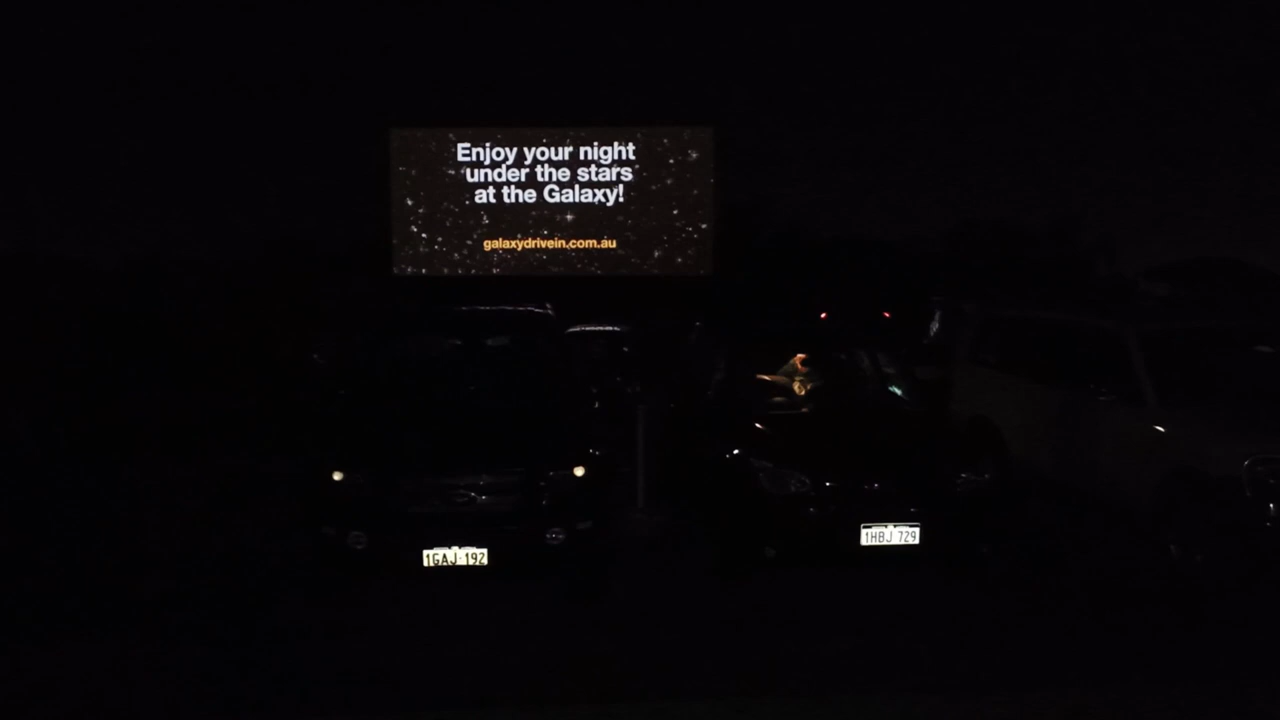 Enjoy your night
under the stars
at the Galaxy!
galaxydrivein.com.au
1GAJ·192
1HBJ 729